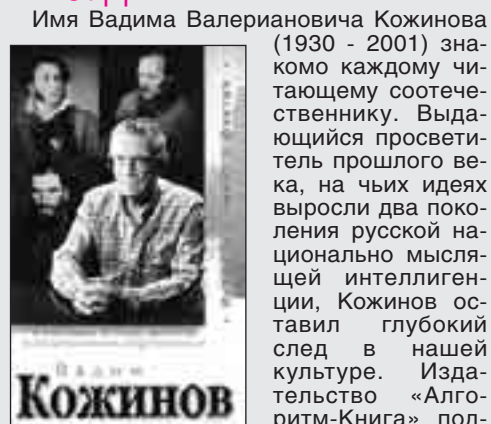 Имя Вадима Валериановича Кожинова
(1930 - 2001) зна-
комо каждому чи-
тающему соотече-
ственнику. Выда-
ющийся просвети-
тель прошлого ве-
ка, на чьих идеях
выросли два поко-
ления русской на-
ционально мысля-
щей интеллиген-
ции, Кожинов ос-
тавил глубокий
след в нашей
культуре. Изда-
тельство «Алго-
ритм-Книга» под-
Вадим
Кожинов